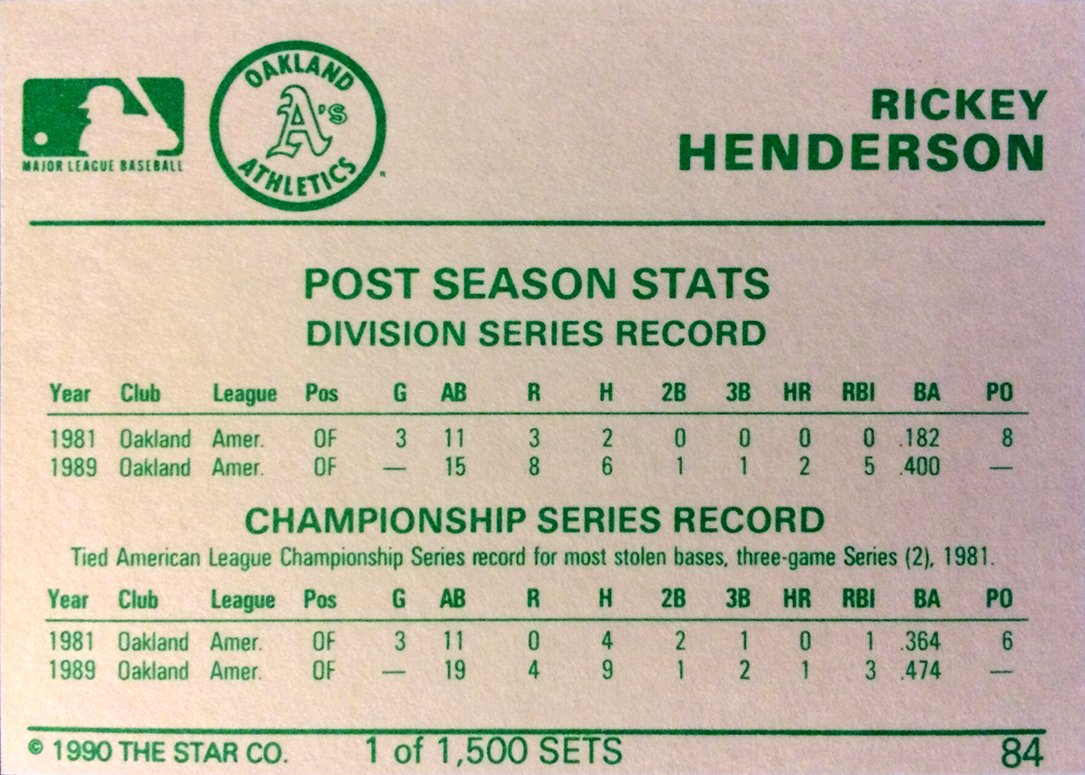 MAJOR LEAGUE BASEBALL
OAKLAND
A's
ATHLETICS
RICKEY
HENDERSON
POST SEASON STATS
DIVISION SERIES RECORD
Year Club League Pos G AB R H 2B 3B HR RBI BA PO
1981 Oakland Amer. OF 3 11 3 2 0 0 0 0 .182 8
1989 Oakland Amer. OF — 15 8 6 1 1 2 5 .400 —
CHAMPIONSHIP SERIES RECORD
Tied American League Championship Series record for most stolen bases, three-game Series (2), 1981.
Year Club League Pos G AB R H 2B 3B HR RBI BA PO
1981 Oakland Amer. OF 3 11 0 4 2 1 0 1 .364 6
1989 Oakland Amer. OF — 19 4 9 1 2 1 3 .474 —
© 1990 THE STAR CO. 1 of 1,500 SETS 84